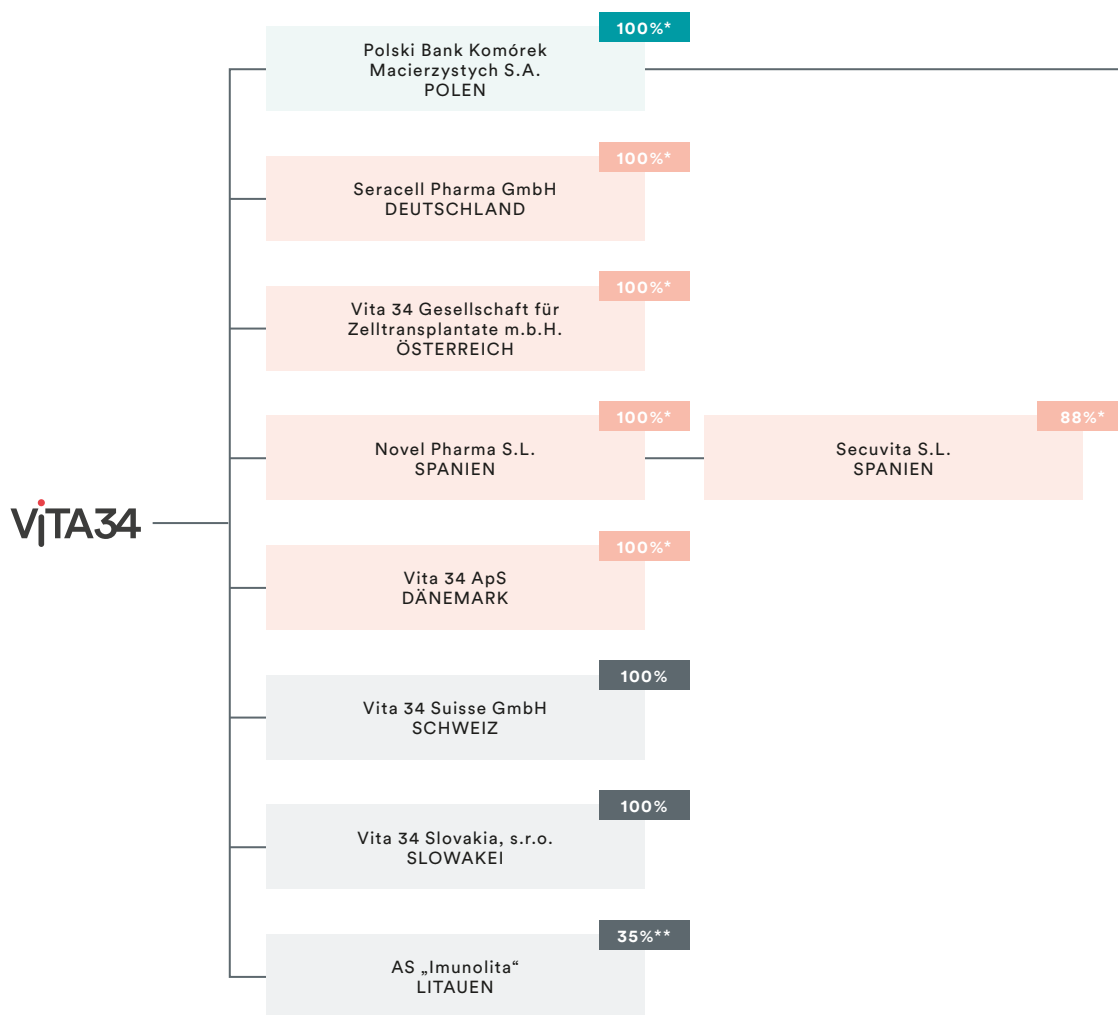 100%*
Polski Bank Komórek
Macierzystych S.A.
POLEN
100%*
Seracell Pharma GmbH
DEUTSCHLAND
100%*
Vita 34 Gesellschaft für
Zelltransplantate m.b.H.
ÖSTERREICH
100%*
Novel Pharma S.L.
SPANIEN
88%*
Secuvita S.L.
SPANIEN
ViTA34
100%*
Vita 34 ApS
DÄNEMARK
100%
Vita 34 Suisse GmbH
SCHWEIZ
100%
Vita 34 Slovakia, s.r.o.
SLOWAKEI
35%**
AS „Imunolita“
LITAUEN